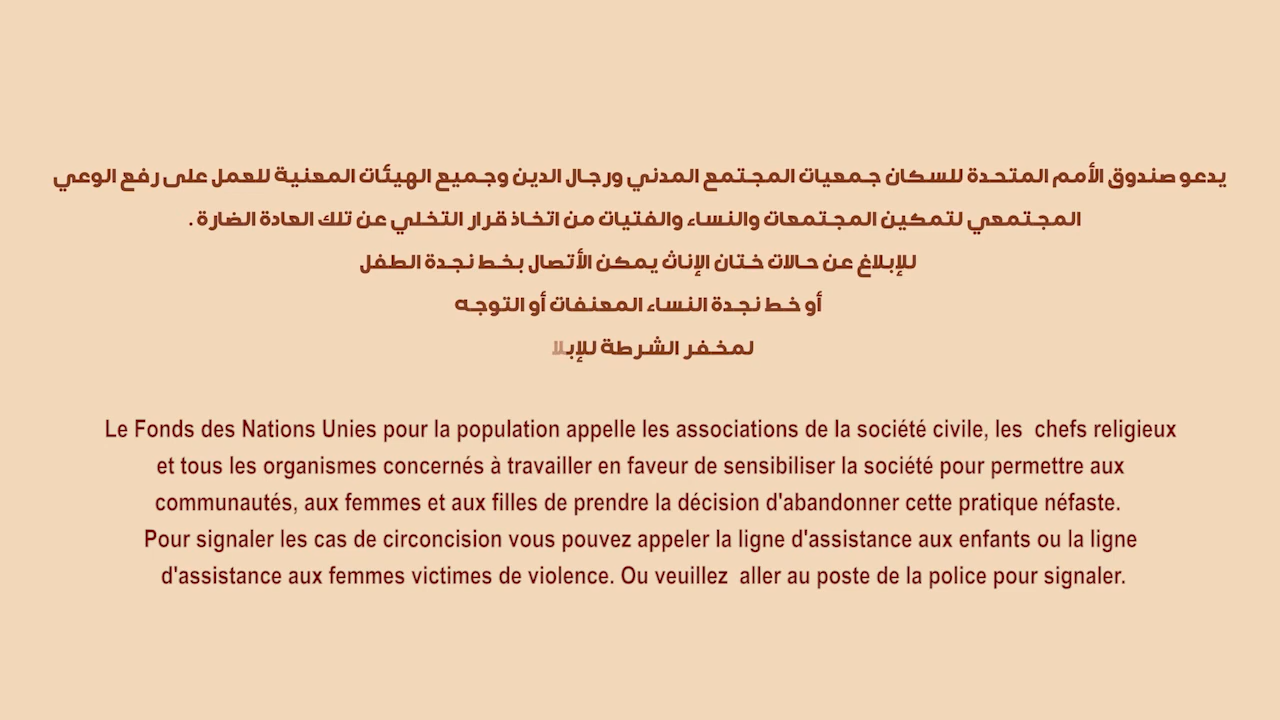 يدعو صندوق الأمم المتحدة للسكان جمعيات المجتمع المدني ورجال الدين وجميع الهيئات المعنية للعمل على رفع الوعي
المجتمعي لتمكين المجتمعات والنساء والفتيات من اتخاذ قرار التخلي عن تلك العادة الضارة .
للإبلاغ عن حالات ختان الإناث يمكن الأتصال بخط نجدة الطفل
أو خط نجدة النساء المعنفات أو التوجه
لمخفر الشرطة للإبلا
Le Fonds des Nations Unies pour la population appelle les associations de la société civile, les  chefs religieux
et tous les organismes concernés à travailler en faveur de sensibiliser la société pour permettre aux
communautés, aux femmes et aux filles de prendre la décision d'abandonner cette pratique néfaste.
Pour signaler les cas de circoncision vous pouvez appeler la ligne d'assistance aux enfants ou la ligne
d'assistance aux femmes victimes de violence. Ou veuillez  aller au poste de la police pour signaler.